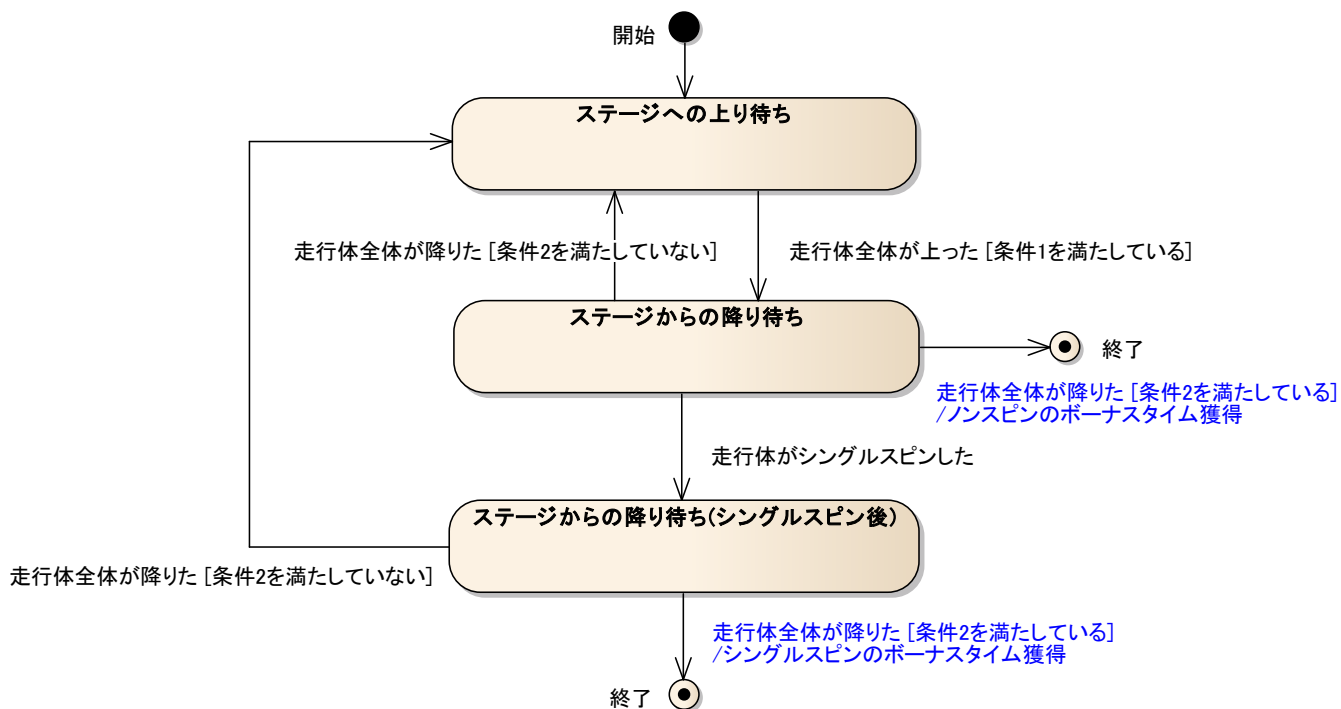 開始
ステージへの上り待ち
走行体全体が降りた [条件2を満たしていない]
走行体全体が上った [条件1を満たしている]
ステージからの降り待ち
終了
走行体全体が降りた [条件2を満たしている]
/ノンスピンのボーナスタイム獲得
走行体がシングルスピンした
ステージからの降り待ち(シングルスピン後)
走行体全体が降りた [条件2を満たしていない]
走行体全体が降りた [条件2を満たしている]
/シングルスピンのボーナスタイム獲得
終了